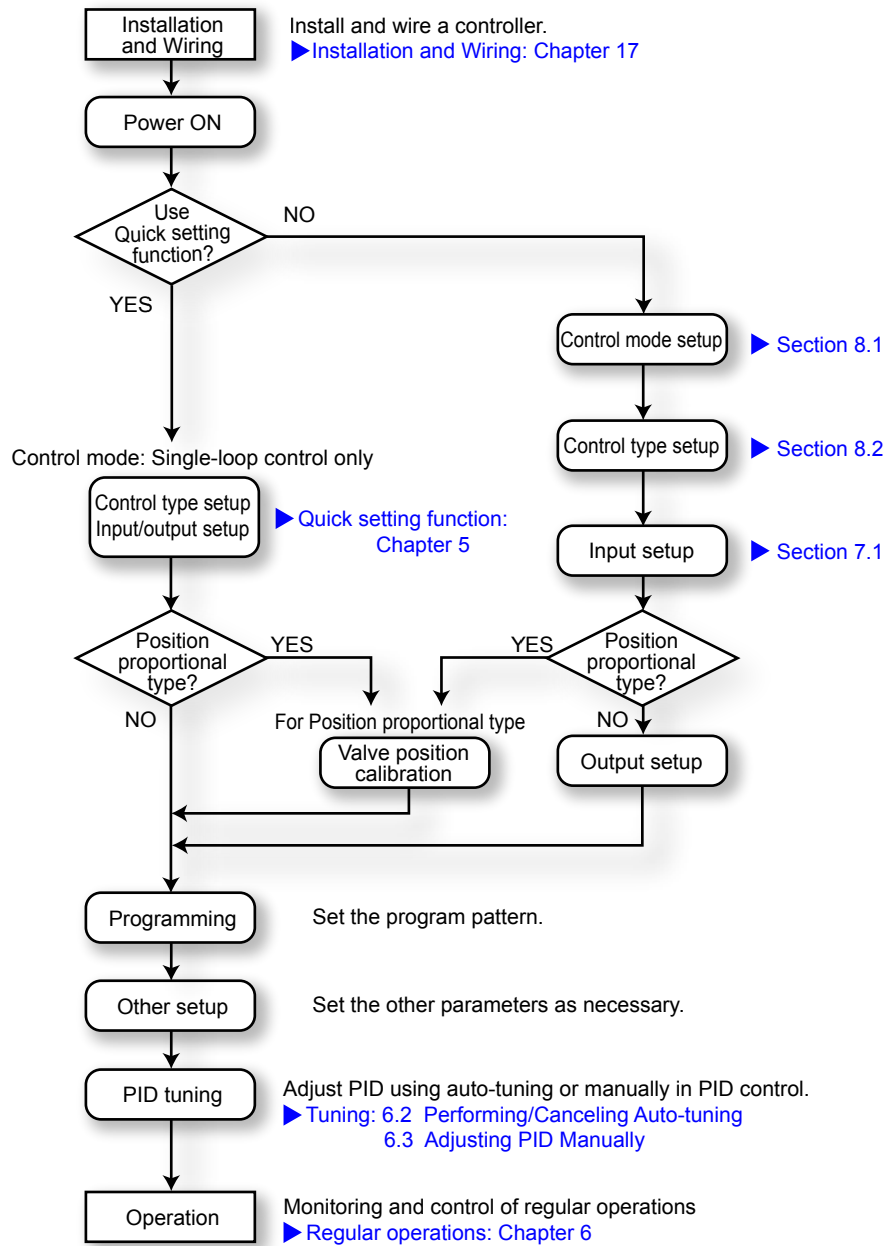 Installation
and Wiring
Install and wire a controller.
▶Installation and Wiring: Chapter 17
Power ON
Use
Quick setting
function?
NO
YES
Control mode setup
▶ Section 8.1
Control type setup
▶ Section 8.2
Input setup
▶ Section 7.1
Control mode: Single-loop control only
Control type setup
Input/output setup
▶ Quick setting function:
Chapter 5
Position
proportional
type?
YES
NO
YES
Position
proportional
type?
NO
For Position proportional type
Valve position
calibration
Output setup
Programming
Set the program pattern.
Other setup
Set the other parameters as necessary.
PID tuning
Adjust PID using auto-tuning or manually in PID control.
▶ Tuning: 6.2 Performing/Canceling Auto-tuning
6.3 Adjusting PID Manually
Operation
Monitoring and control of regular operations
▶ Regular operations: Chapter 6